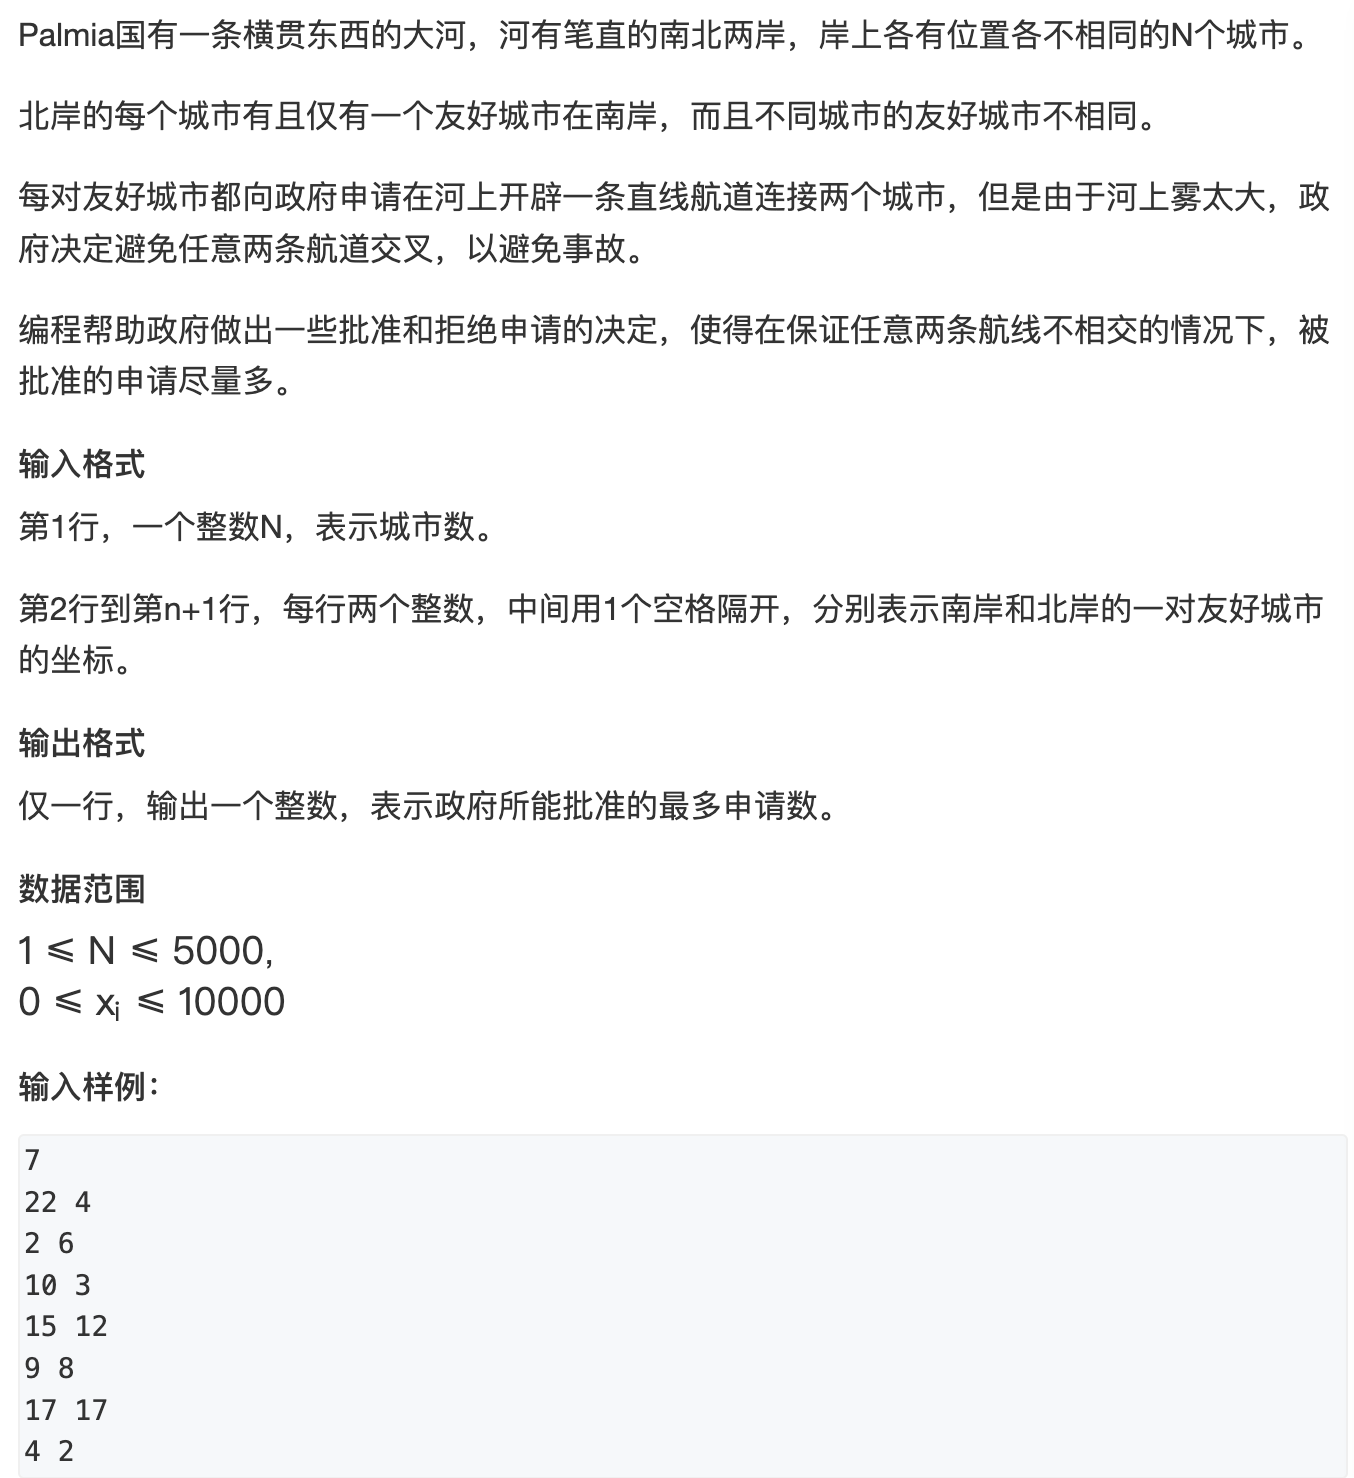 Palmia国有一条横贯东西的大河，河有笔直的南北两岸，岸上各有位置各不相同的N个城市。
北岸的每个城市有且仅有一个友好城市在南岸，而且不同城市的友好城市不相同。
每对友好城市都向政府申请在河上开辟一条直线航道连接两个城市，但是由于河上雾太大，政
府决定避免任意两条航道交叉，以避免事故。
编程帮助政府做出一些批准和拒绝申请的决定，使得在保证任意两条航线不相交的情况下，被
批准的申请尽量多。
输入格式
第1行，一个整数N，表示城市数。
第2行到第n+1行，每行两个整数，中间用1个空格隔开，分别表示南岸和北岸的一对友好城市
的坐标。
输出格式
仅一行，输出一个整数，表示政府所能批准的最多申请数。
数据范围
1 ⩽ N ⩽ 5000,
0 ⩽ xᵢ ⩽ 10000
输入样例：
7
22 4
2 6
10 3
15 12
9 8
17 17
4 2